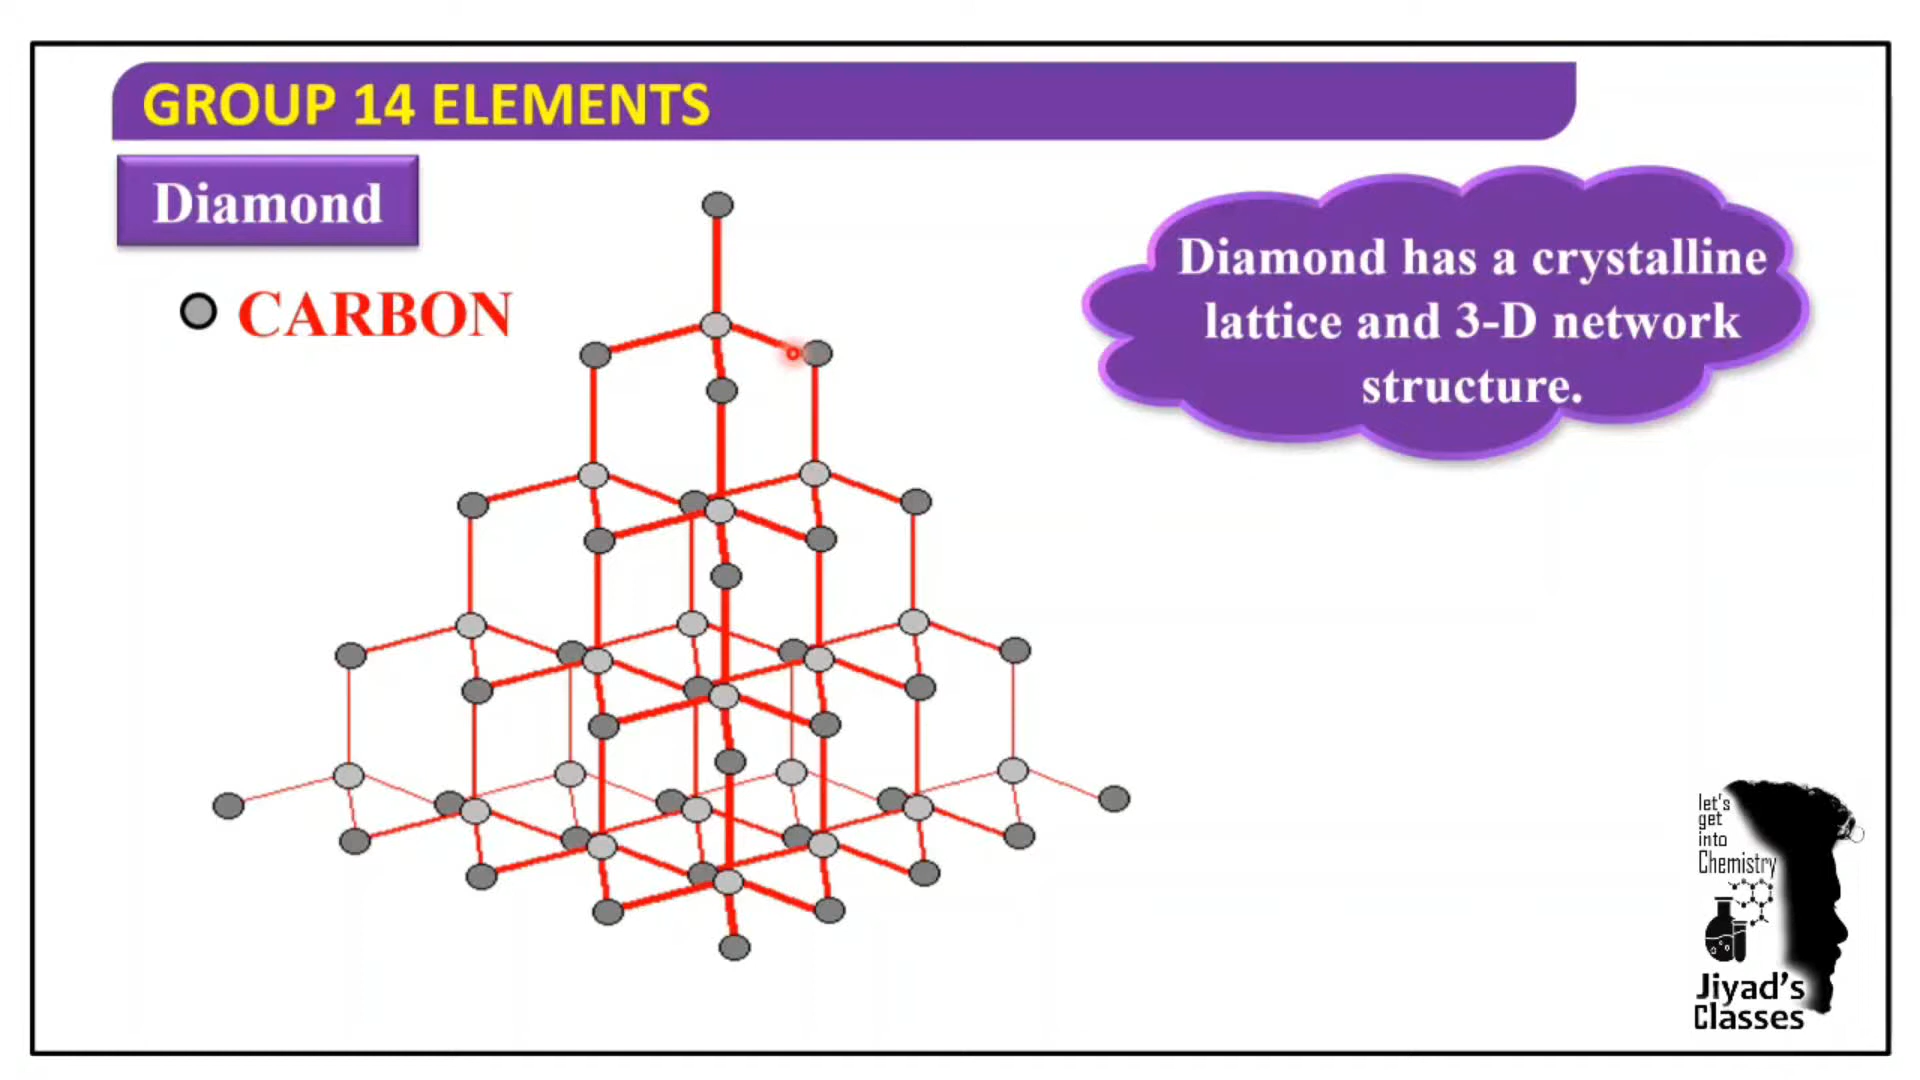 GROUP 14 ELEMENTS
Diamond
CARBON
Diamond has a crystalline
lattice and 3-D network
structure.
let's
get
into
Chemistry
Jiyad's
Classes